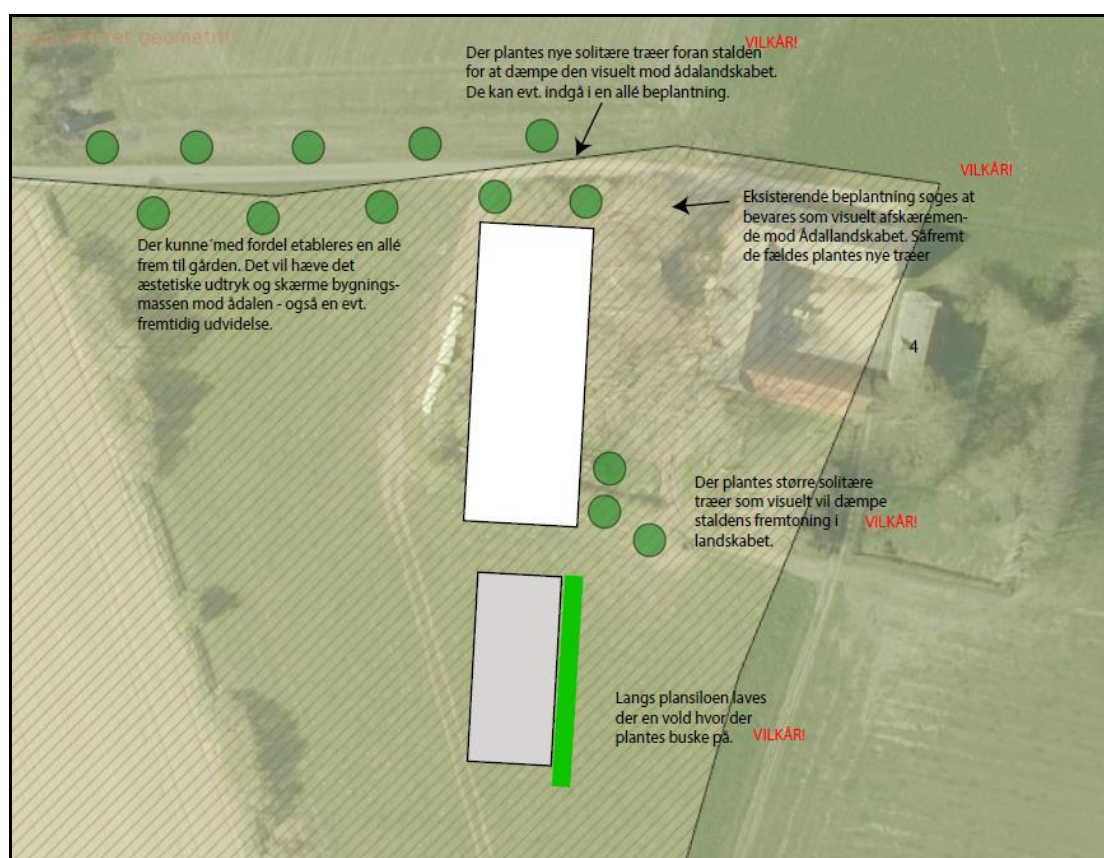 VILKÅR!
Der plantes nye solitære træer foran stalden
for at dæmpe den visuelt mod ådalandskabet.
De kan evt. indgå i en allé beplantning.
VILKÅR!
Eksisterende beplantning søges at
bevares som visuelt afskæremen-
de mod Ådallandskabet. Såfremt
de fældes plantes nye træer
Der kunne med fordel etableres en allé
frem til gården. Det vil hæve det
æstetiske udtryk og skærme bygnings-
massen mod ådalen - også en evt.
fremtidig udvidelse.
4
Der plantes større solitære
træer som visuelt vil dæmpe
staldens fremtoning i VILKÅR!
landskabet.
Langs plansiloen laves
der en vold hvor der
plantes buske på. VILKÅR!